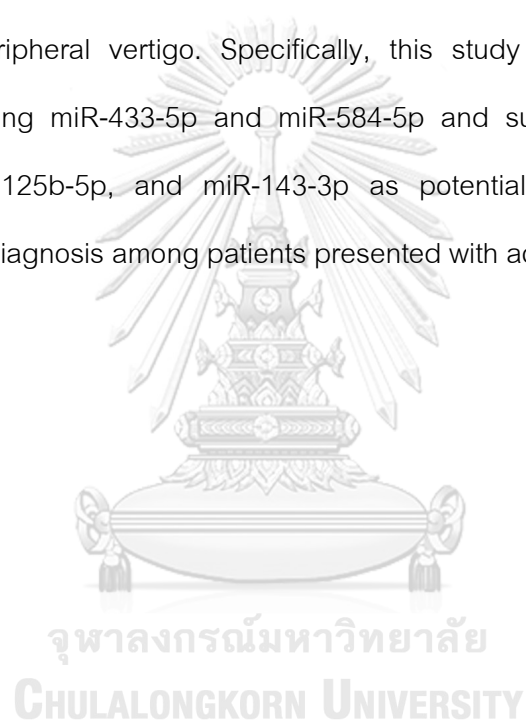 ripheral vertigo. Specifically, this study
ng miR-433-5p and miR-584-5p and su
125b-5p, and miR-143-3p as potential
diagnosis among patients presented with ac
จุฬาลงกรณ์มหาวิทยาลัย
CHULALONGKORN UNIVERSITY